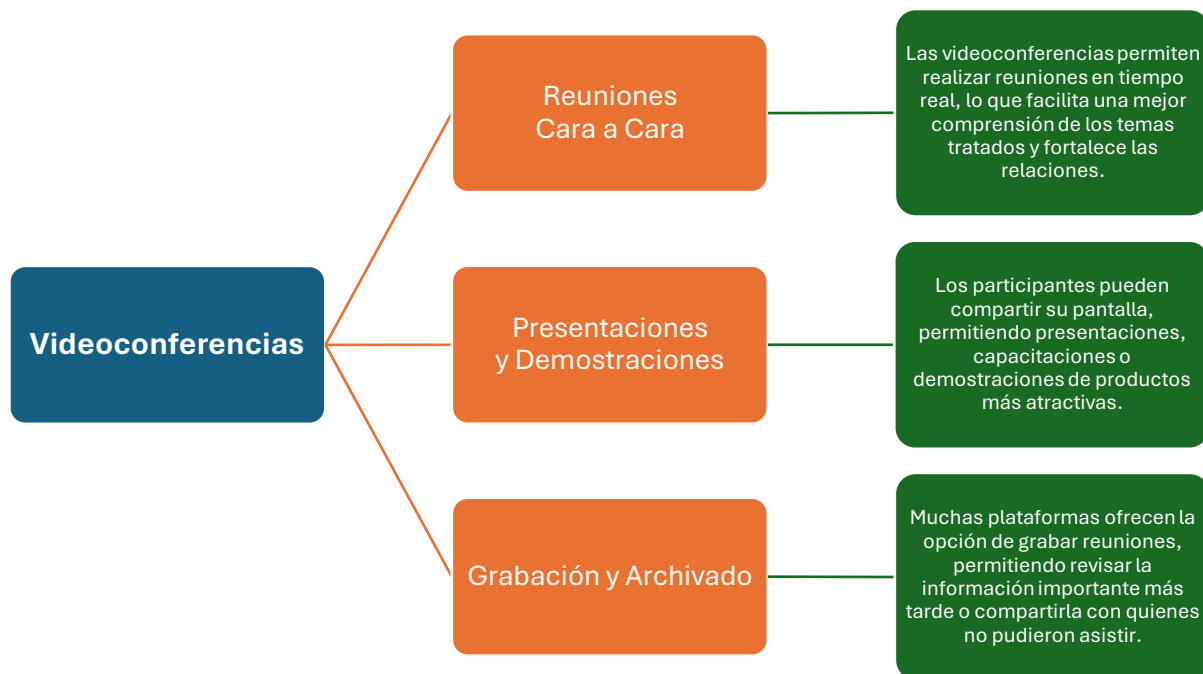 Videoconferencias
Reuniones
Cara a Cara
Las videoconferencias permiten
realizar reuniones en tiempo
real, lo que facilita una mejor
comprensión de los temas
tratados y fortalece las
relaciones.
Presentaciones
y Demostraciones
Los participantes pueden
compartir su pantalla,
permitiendo presentaciones,
capacitaciones o
demostraciones de productos
más atractivas.
Grabación y Archivado
Muchas plataformas ofrecen la
opción de grabar reuniones,
permitiendo revisar la
información importante más
tarde o compartirla con quienes
no pudieron asistir.